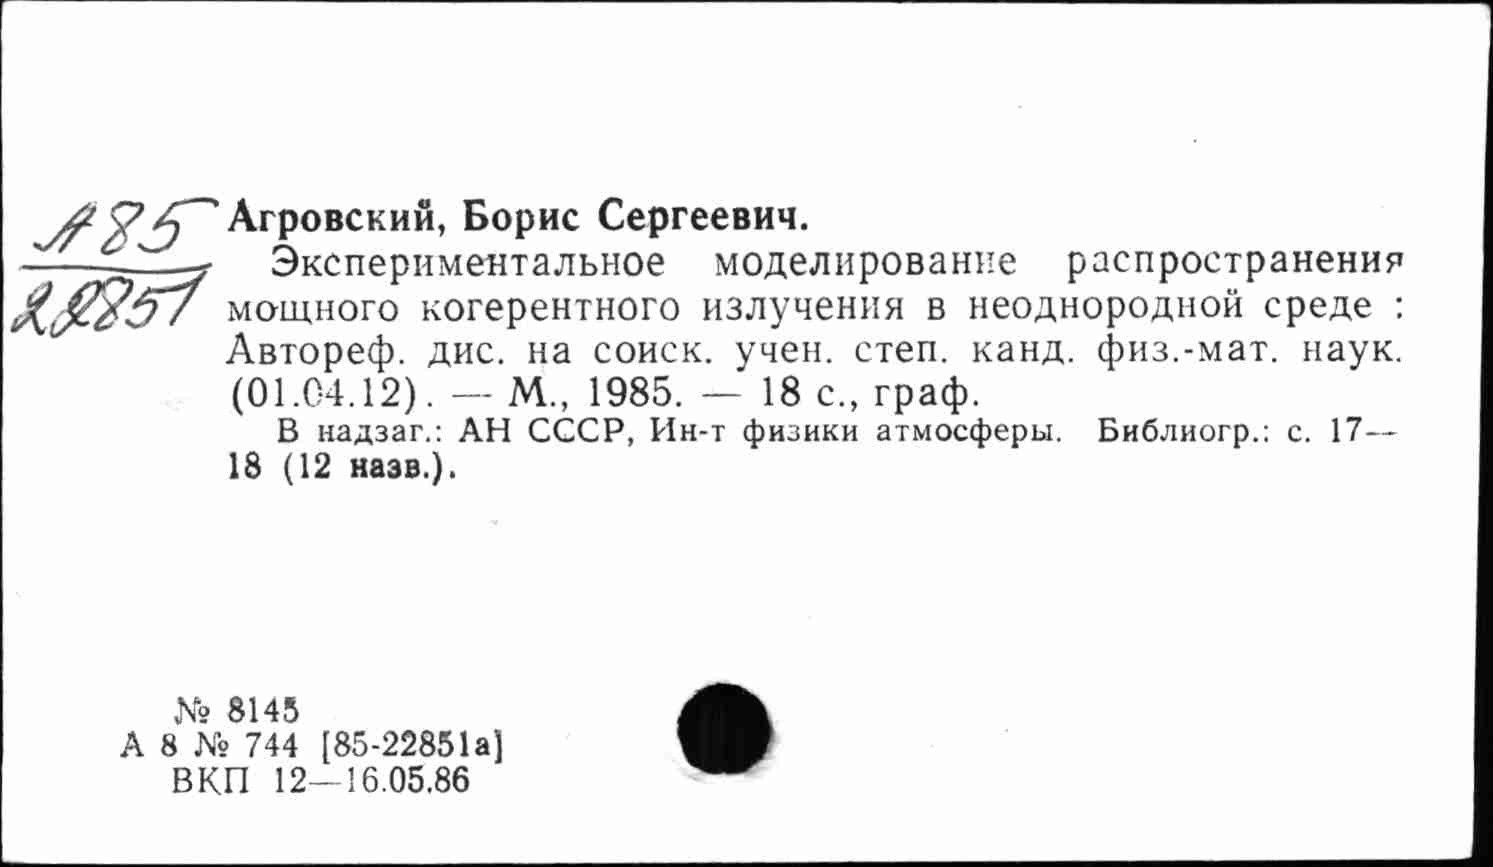 А85
22851
Агровский, Борис Сергеевич.
Экспериментальное моделирование распространения
мощного когерентного излучения в неоднородной среде :
Автореф. дис. на соиск. учен. степ. канд. физ.-мат. наук.
(01.04.12). — М., 1985. — 18 с., граф.
В надзаг.: АН СССР, Ин-т физики атмосферы. Библиогр.: с. 17—
18 (12 назв.).
№ 8145
А 8 № 744 [85-22851а]
ВКП 12—16.05.86